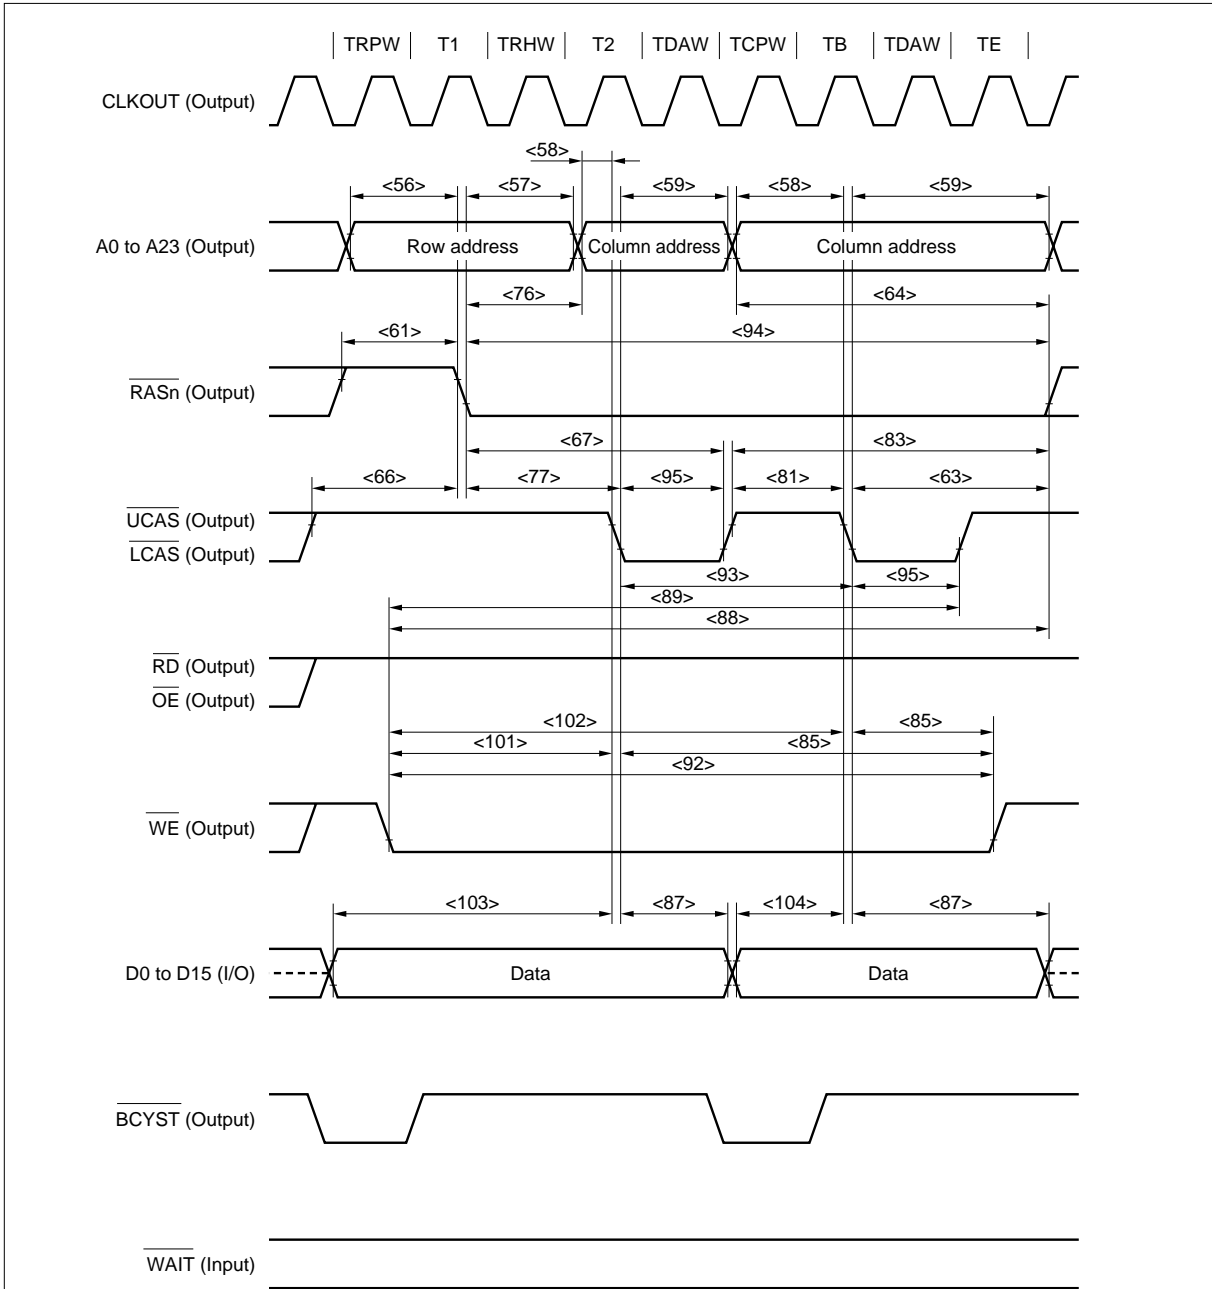 TRPW T1 TRHW T2 TDAW TCPW TB TDAW TE
CLKOUT (Output)
<58>
<56> <57> <59> <58> <59>
A0 to A23 (Output) Row address Column address Column address
<76> <64>
<61> <94>
RASn (Output)
<67> <83>
<66> <77> <95> <81> <63>
UCAS (Output)
LCAS (Output)
<93> <95>
<89>
<88>
RD (Output)
OE (Output)
<102> <85>
<101> <85>
<92>
WE (Output)
<103> <87> <104> <87>
D0 to D15 (I/O) Data Data
BCYST (Output)
WAIT (Input)